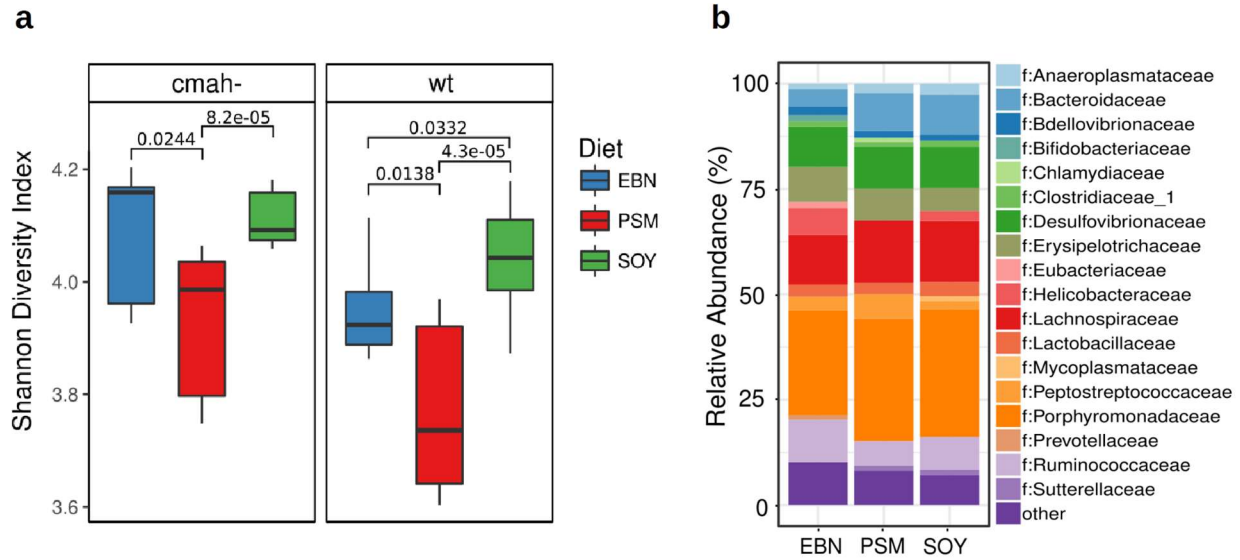 a
cmah-
wt
0.0244
8.2e-05
0.0332
4.3e-05
0.0138
Shannon Diversity Index
4.2
4.0
3.8
3.6
Diet
EBN
PSM
SOY
b
Relative Abundance (%)
100
75
50
25
0
EBN PSM SOY
f:Anaeroplasmataceae
f:Bacteroidaceae
f:Bdellovibrionaceae
f:Bifidobacteriaceae
f:Chlamydiaceae
f:Clostridiaceae_1
f:Desulfovibrionaceae
f:Erysipelotrichaceae
f:Eubacteriaceae
f:Helicobacteraceae
f:Lachnospiraceae
f:Lactobacillaceae
f:Mycoplasmataceae
f:Peptostreptococcaceae
f:Porphyromonadaceae
f:Prevotellaceae
f:Ruminococcaceae
f:Sutterellaceae
other